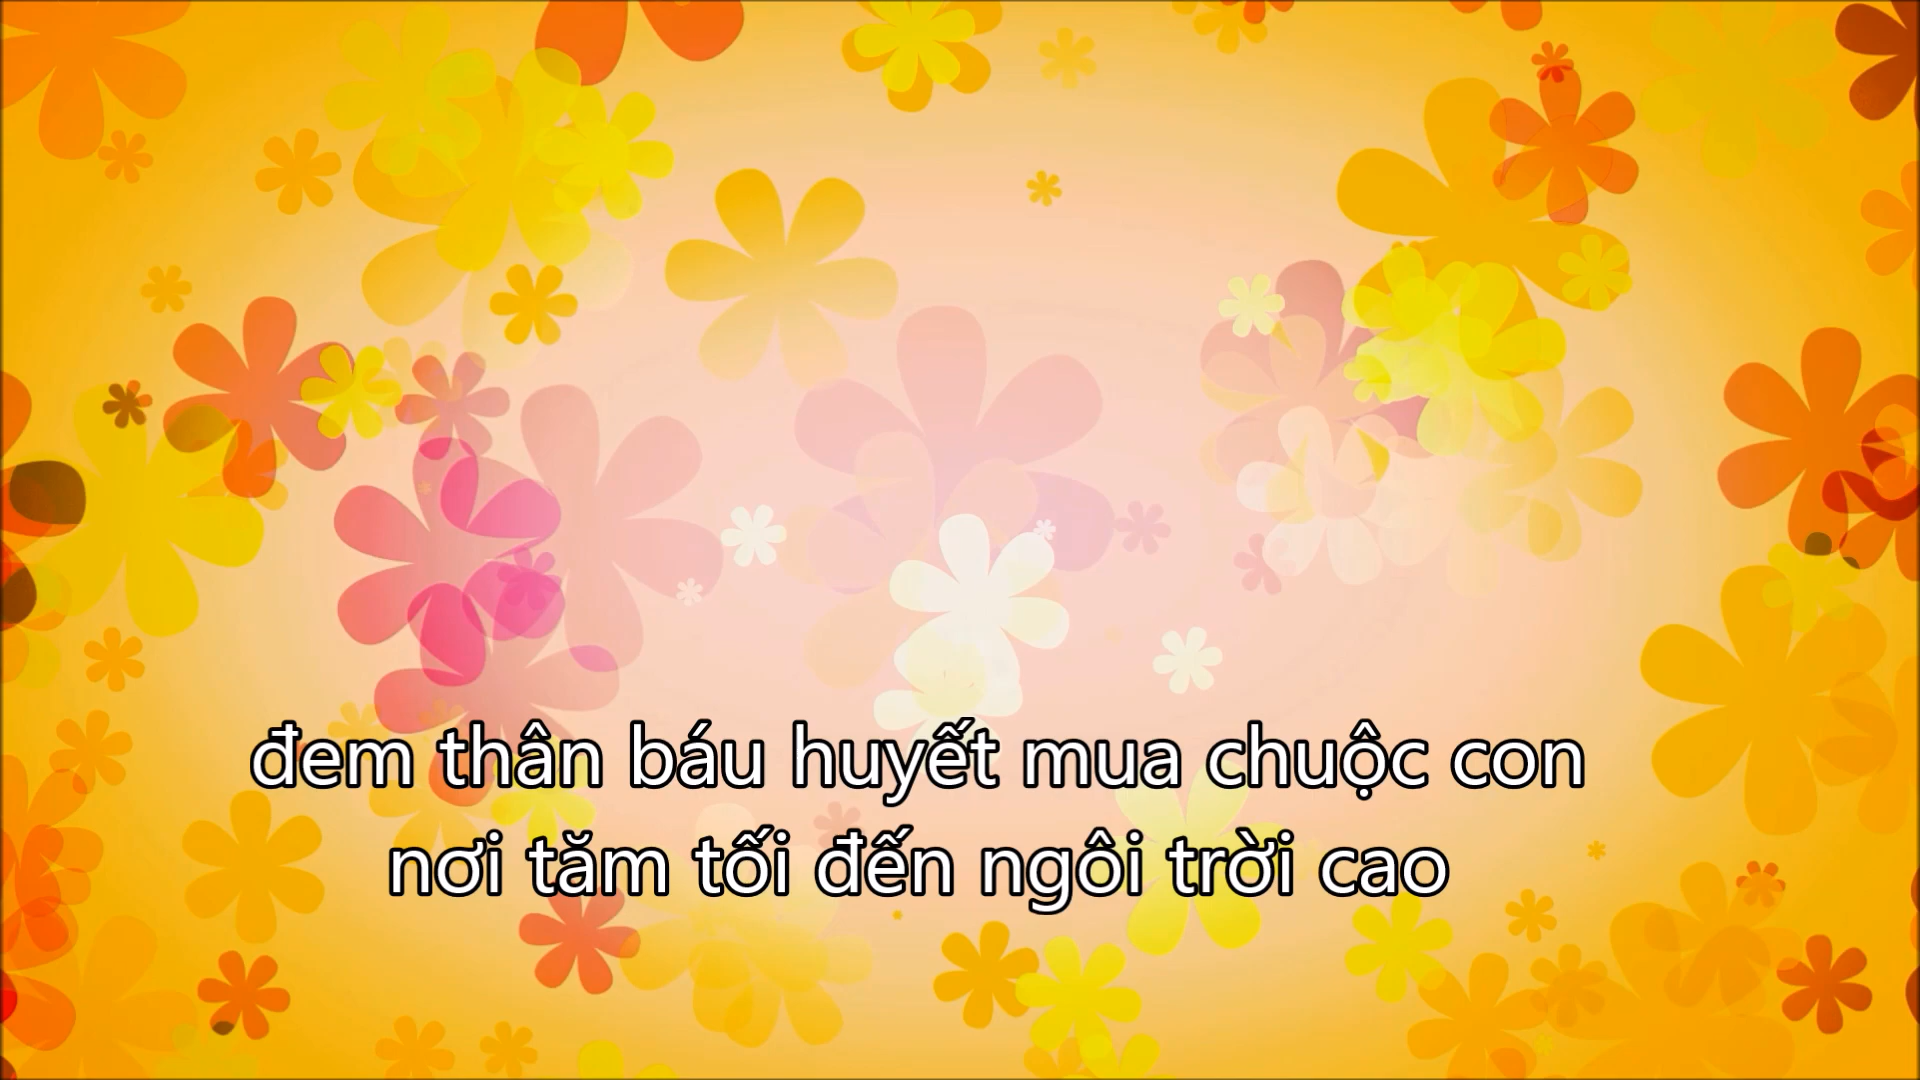 đem thân báu huyết mua chuộc con
nơi tăm tối đến ngôi trời cao